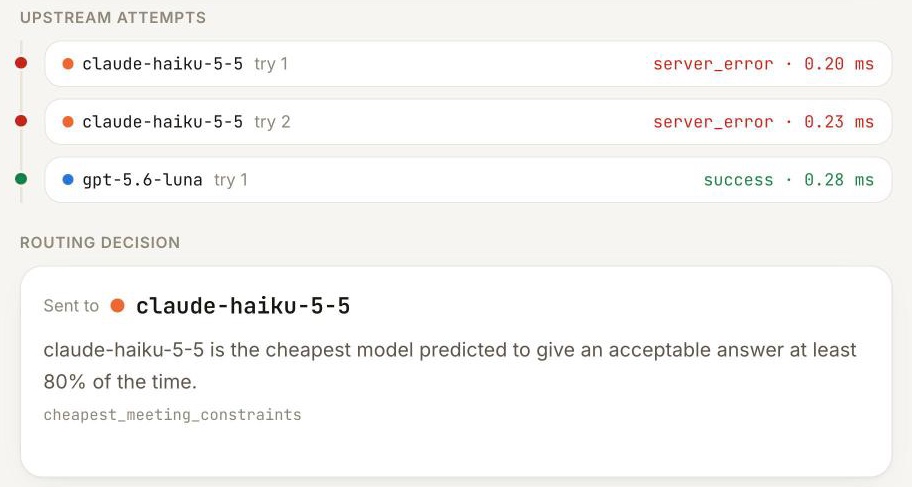 UPSTREAM ATTEMPTS
claude-haiku-5-5 try 1 server_error · 0.20 ms
claude-haiku-5-5 try 2 server_error · 0.23 ms
gpt-5.6-luna try 1 success · 0.28 ms
ROUTING DECISION
Sent to claude-haiku-5-5
claude-haiku-5-5 is the cheapest model predicted to give an acceptable answer at least
80% of the time.
cheapest_meeting_constraints